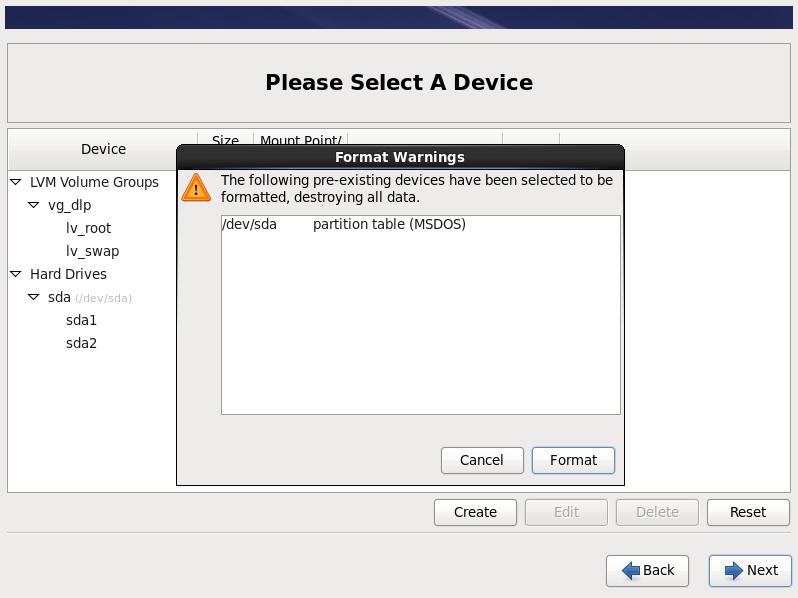 Please Select A Device
Device
Size
Mount Point/
Format Warnings
The following pre-existing devices have been selected to be
formatted, destroying all data.
/dev/sda partition table (MSDOS)
LVM Volume Groups
vg_dlp
lv_root
lv_swap
Hard Drives
sda (/dev/sda)
sda1
sda2
Cancel Format
Create Edit Delete Reset
Back Next